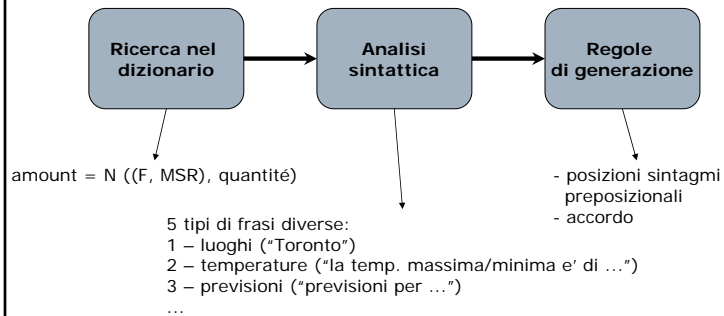 Ricerca nel
dizionario
Analisi
sintattica
Regole
di generazione
amount = N ((F, MSR), quantité)
- posizioni sintagmi
preposizionali
- accordo
5 tipi di frasi diverse:
1 – luoghi (“Toronto”)
2 – temperature (“la temp. massima/minima e' di …”)
3 – previsioni (“previsioni per …”)
…